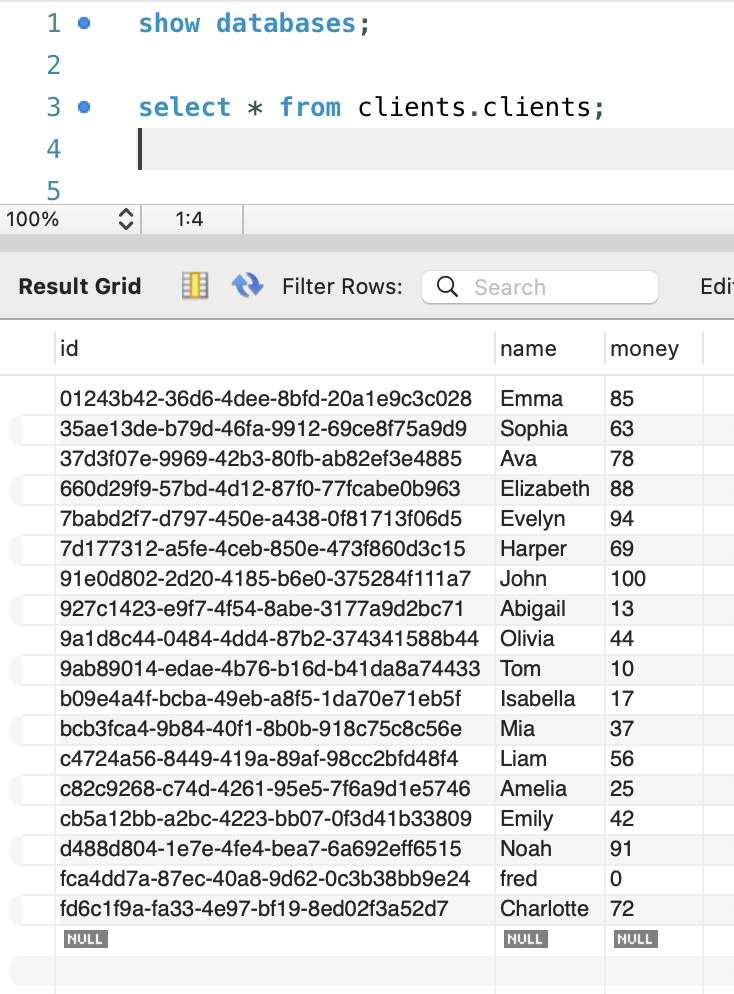 1 show databases;
2
3 select * from clients.clients;
4
5
100% 1:4
Result Grid Filter Rows: Search Edi
id name money
01243b42-36d6-4dee-8bfd-20a1e9c3c028 Emma 85
35ae13de-b79d-46fa-9912-69ce8f75a9d9 Sophia 63
37d3f07e-9969-42b3-80fb-ab82ef3e4885 Ava 78
660d29f9-57bd-4d12-87f0-77fcabe0b963 Elizabeth 88
7babd2f7-d797-450e-a438-0f81713f06d5 Evelyn 94
7d177312-a5fe-4ceb-850e-473f860d3c15 Harper 69
91e0d802-2d20-4185-b6e0-375284f111a7 John 100
927c1423-e9f7-4f54-8abe-3177a9d2bc71 Abigail 13
9a1d8c44-0484-4dd4-87b2-374341588b44 Olivia 44
9ab89014-edae-4b76-b16d-b41da8a74433 Tom 10
b09e4a4f-bcba-49eb-a8f5-1da70e71eb5f Isabella 17
bcb3fca4-9b84-40f1-8b0b-918c75c8c56e Mia 37
c4724a56-8449-419a-89af-98cc2bfd48f4 Liam 56
c82c9268-c74d-4261-95e5-7f6a9d1e5746 Amelia 25
cb5a12bb-a2bc-4223-bb07-0f3d41b33809 Emily 42
d488d804-1e7e-4fe4-bea7-6a692eff6515 Noah 91
fca4dd7a-87ec-40a8-9d62-0c3b38bb9e24 fred 0
fd6c1f9a-fa33-4e97-bf19-8ed02f3a52d7 Charlotte 72
NULL NULL NULL